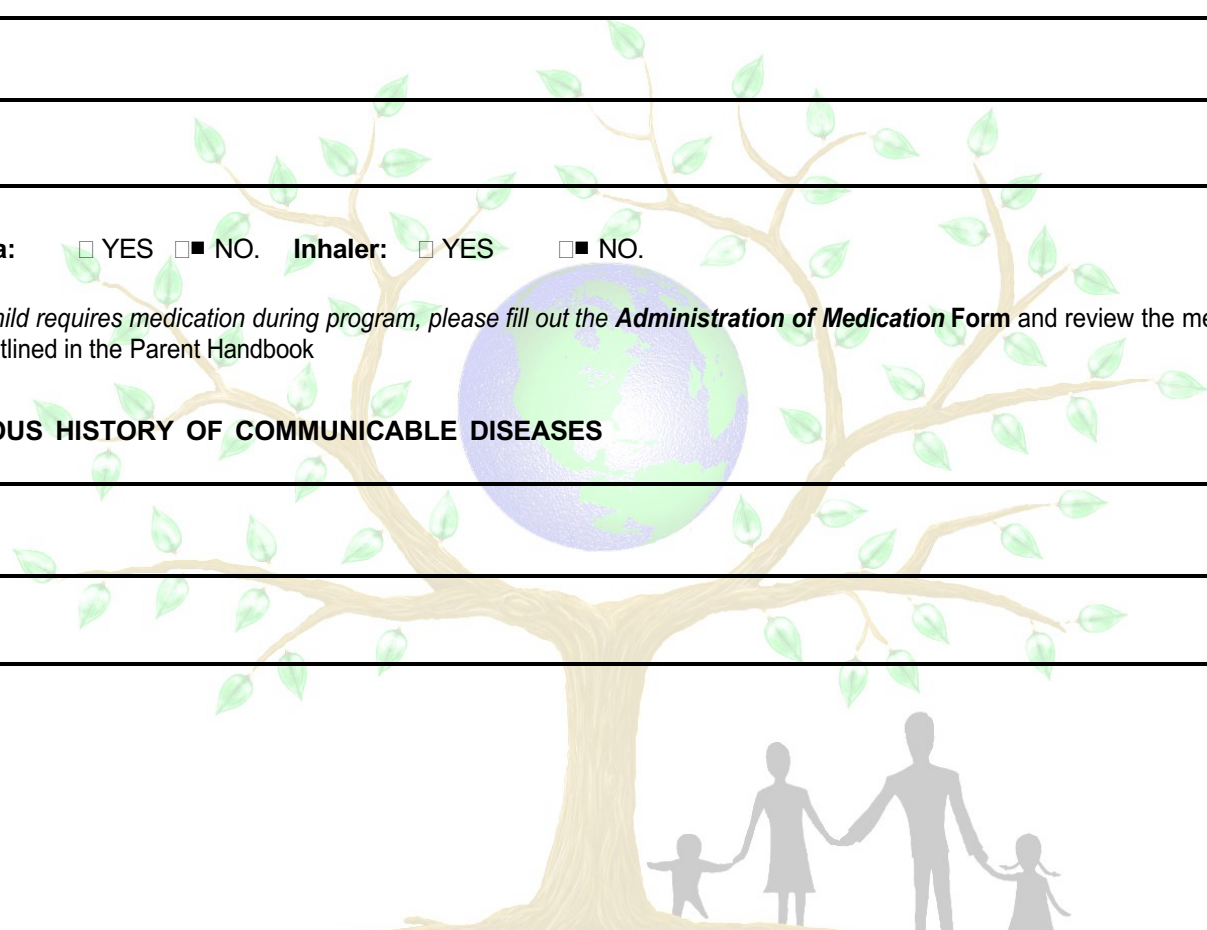 a: □ YES □■ NO. Inhaler: □ YES □■ NO.
hild requires medication during program, please fill out the Administration of Medication Form and review the me
tlined in the Parent Handbook
OUS HISTORY OF COMMUNICABLE DISEASES